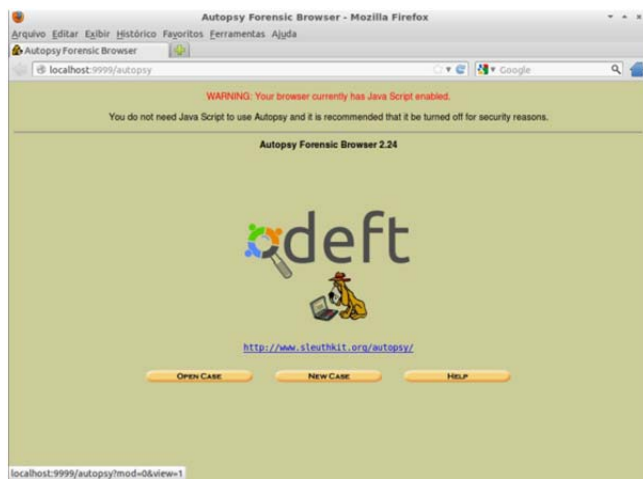 Autopsy Forensic Browser - Mozilla Firefox
Arquivo Editar Exibir Histórico Favoritos Ferramentas Ajuda
Autopsy Forensic Browser
localhost:9999/autopsy
Google
WARNING: Your browser currently has Java Script enabled.
You do not need Java Script to use Autopsy and it is recommended that it be turned off for security reasons.
Autopsy Forensic Browser 2.24
deft
http://www.sleuthkit.org/autopsy/
OPEN CASE NEW CASE HELP
localhost:9999/autopsy?mod=0&view=1